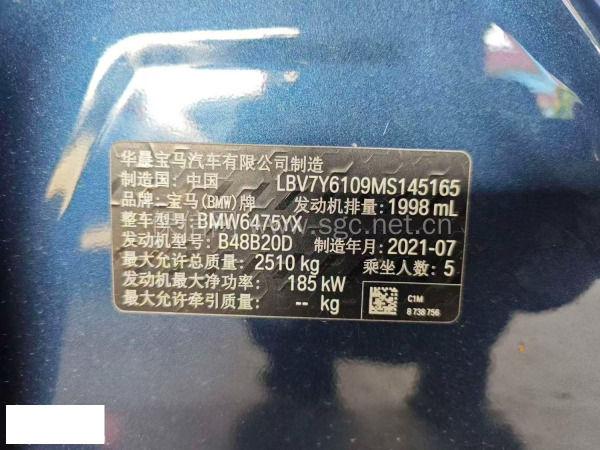 华晨宝马汽车有限公司制造
制造国：中国 LBV7Y6109MS145165
品牌：宝马(BMW)牌 发动机排量：1998 mL
整车型号：BMW6475YX
发动机型号：B48B20D 制造年月：2021-07
最大允许总质量：2510 kg 乘坐人数：5
发动机最大净功率：185 kW
最大允许牵引质量：-- kg
C1M
8 738 756
www.sgc.net.cn